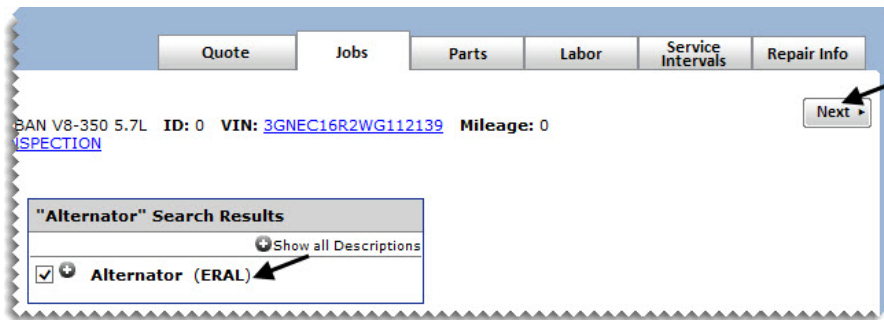 Quote Jobs Parts Labor Service Intervals Repair Info
Next
BAN V8-350 5.7L ID: 0 VIN: 3GNEC16R2WG112139 Mileage: 0
NSPECTION
"Alternator" Search Results
Show all Descriptions
Alternator (ERAL)